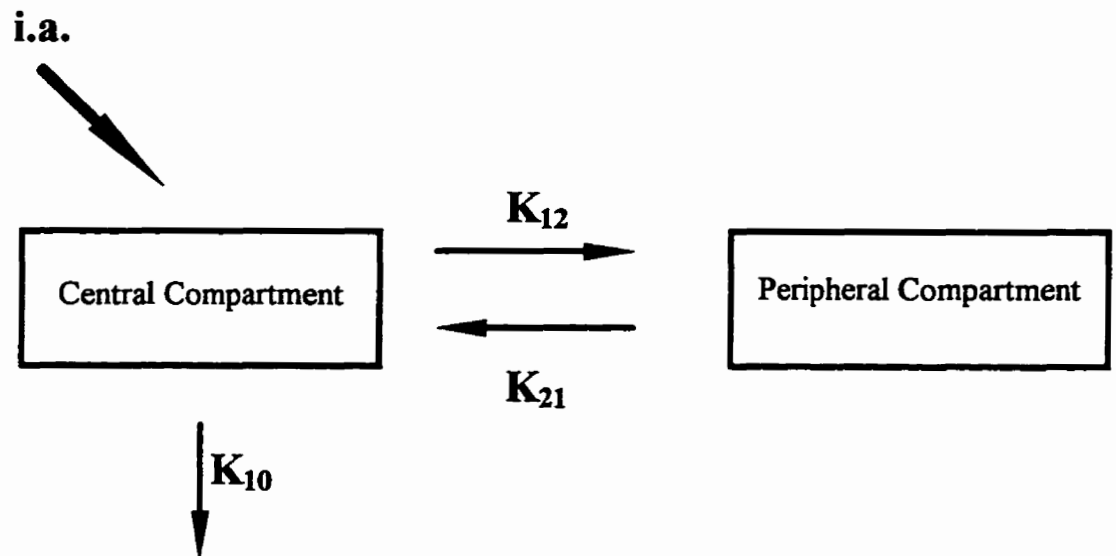 i.a.
K12
Central Compartment
Peripheral Compartment
K21
K10